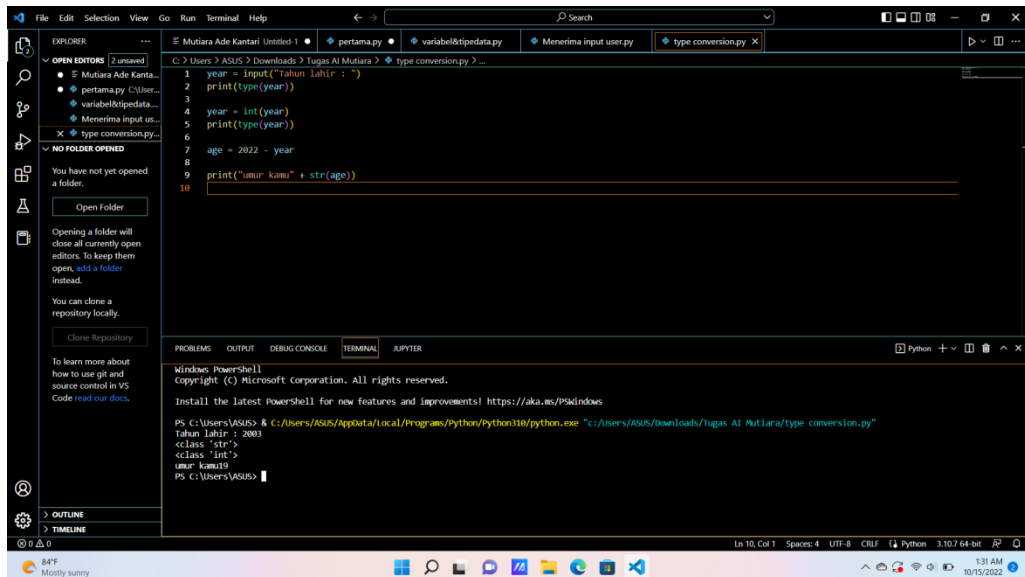 File Edit Selection View Go Run Terminal Help
Search
EXPLORER
OPEN EDITORS 2 unsaved
Mutiara Ade Kanta...
pertama.py C:\User...
variabel&tipedata....
Menerima input us...
type conversion.py...
NO FOLDER OPENED
You have not yet opened
a folder.
Open Folder
Opening a folder will
close all currently open
editors. To keep them
open, add a folder
instead.
You can clone a
repository locally.
Clone Repository
To learn more about
how to use git and
source control in VS
Code read our docs.
OUTLINE
TIMELINE
Mutiara Ade Kantari Untitled-1 pertama.py variabel&tipedata.py Menerima input user.py type conversion.py
C: > Users > ASUS > Downloads > Tugas AI Mutiara > type conversion.py > ...
1 year = input("Tahun lahir : ")
2 print(type(year))
3
4 year = int(year)
5 print(type(year))
6
7 age = 2022 - year
8
9 print("umur kamu" + str(age))
10
PROBLEMS OUTPUT DEBUG CONSOLE TERMINAL JUPYTER
Python
Windows PowerShell
Copyright (C) Microsoft Corporation. All rights reserved.
Install the latest PowerShell for new features and improvements! https://aka.ms/PSWindows
PS C:\Users\ASUS> & C:/Users/ASUS/AppData/Local/Programs/Python/Python310/python.exe "c:/Users/ASUS/Downloads/Tugas AI Mutiara/type conversion.py"
Tahun lahir : 2003
<class 'str'>
<class 'int'>
umur kamu19
PS C:\Users\ASUS>
0 0
Ln 10, Col 1 Spaces: 4 UTF-8 CRLF Python 3.10.7 64-bit
84°F
Mostly sunny
1:31 AM
10/15/2022